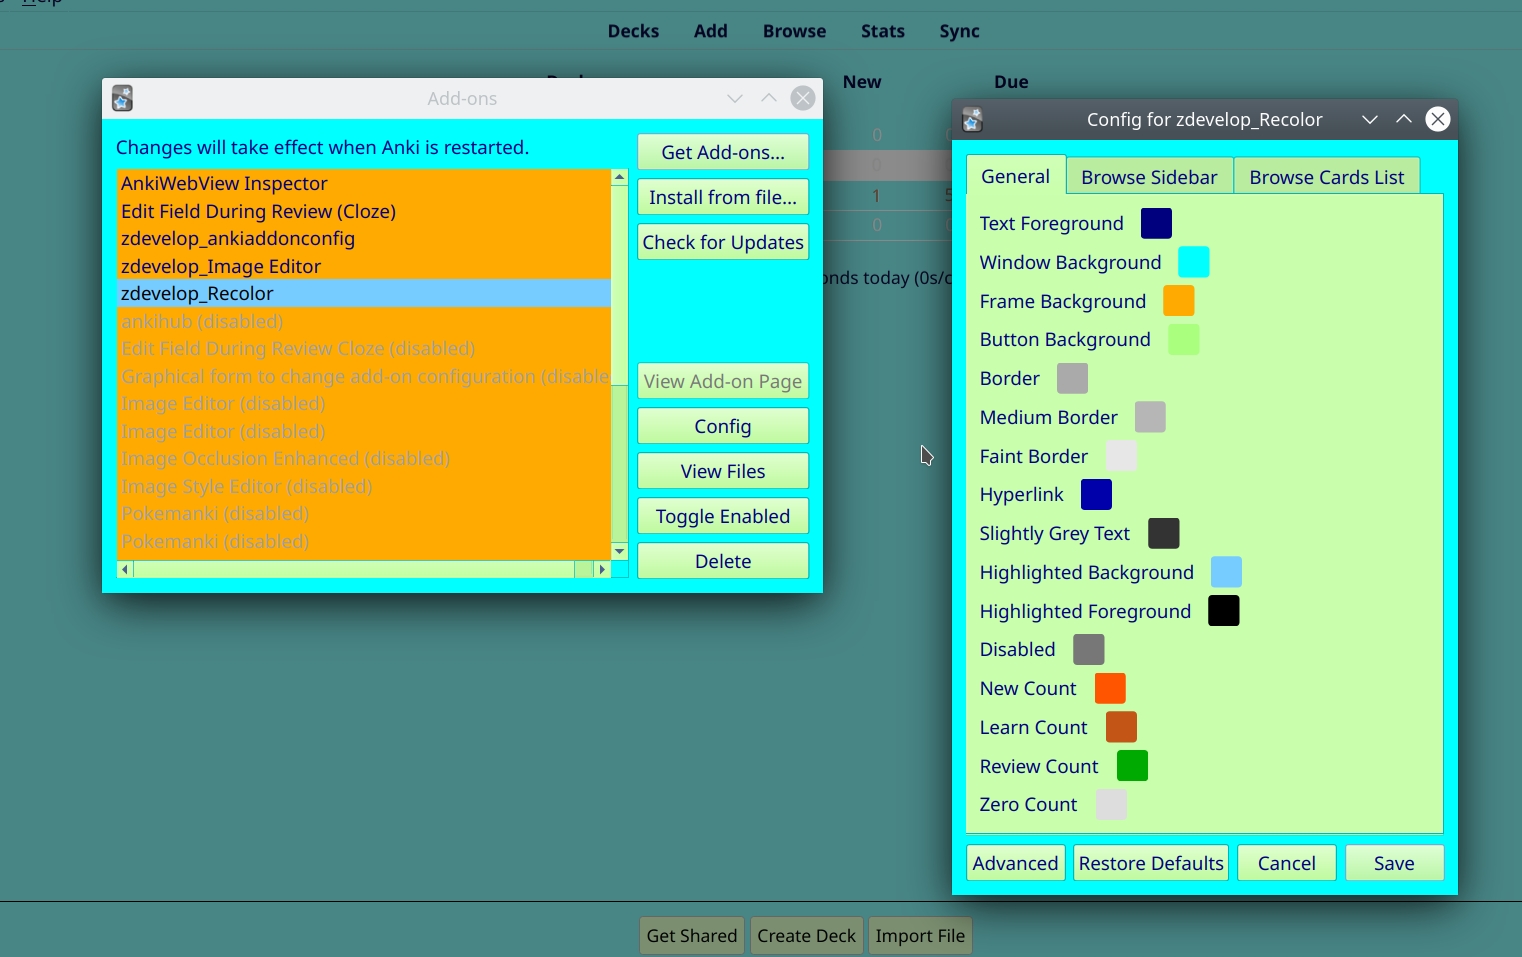 Help
Decks Add Browse Stats Sync
New Due
0
0
1 5
0
onds today (0s/c
Get Shared Create Deck Import File
Add-ons
Changes will take effect when Anki is restarted.
AnkiWebView Inspector
Edit Field During Review (Cloze)
zdevelop_ankiaddonconfig
zdevelop_Image Editor
zdevelop_Recolor
ankihub (disabled)
Edit Field During Review Cloze (disabled)
Graphical form to change add-on configuration (disable
Image Editor (disabled)
Image Editor (disabled)
Image Occlusion Enhanced (disabled)
Image Style Editor (disabled)
Pokemanki (disabled)
Pokemanki (disabled)
Get Add-ons...
Install from file...
Check for Updates
View Add-on Page
Config
View Files
Toggle Enabled
Delete
Config for zdevelop_Recolor
General Browse Sidebar Browse Cards List
Text Foreground
Window Background
Frame Background
Button Background
Border
Medium Border
Faint Border
Hyperlink
Slightly Grey Text
Highlighted Background
Highlighted Foreground
Disabled
New Count
Learn Count
Review Count
Zero Count
Advanced Restore Defaults Cancel Save